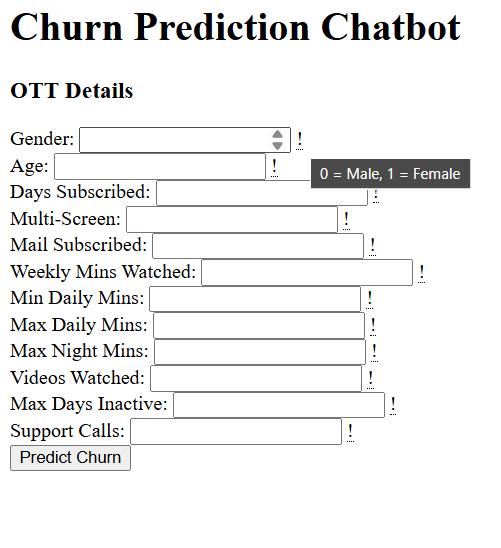 Churn Prediction Chatbot
OTT Details
Gender: !
Age: !
0 = Male, 1 = Female
Days Subscribed: !
Multi-Screen: !
Mail Subscribed: !
Weekly Mins Watched: !
Min Daily Mins: !
Max Daily Mins: !
Max Night Mins: !
Videos Watched: !
Max Days Inactive: !
Support Calls: !
Predict Churn